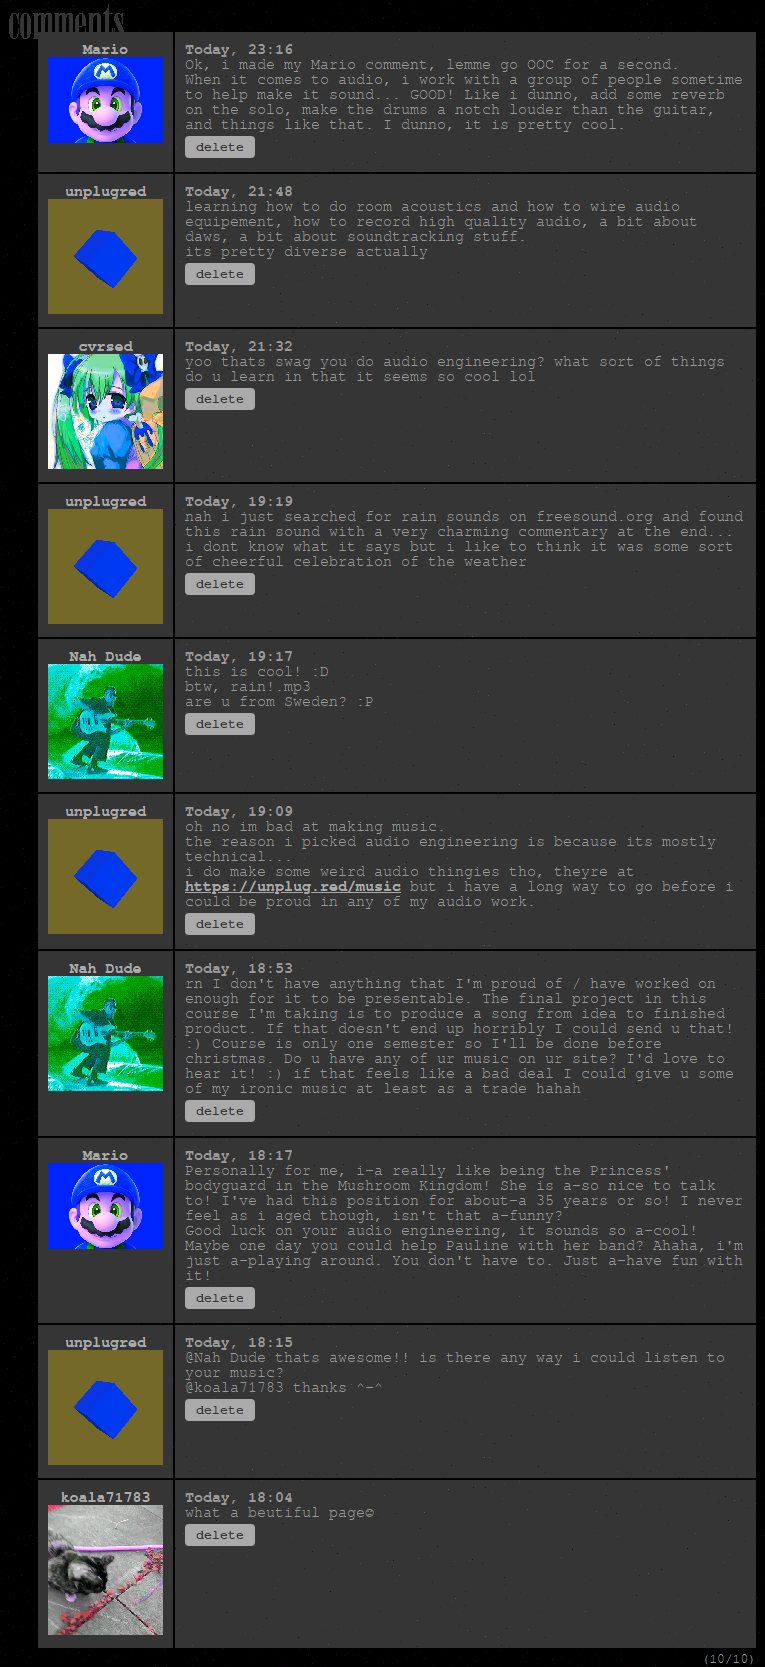 comments
Mario
Today, 23:16
Ok, i made my Mario comment, lemme go OOC for a second.
When it comes to audio, i work with a group of people sometime
to help make it sound... GOOD! Like i dunno, add some reverb
on the solo, make the drums a notch louder than the guitar,
and things like that. I dunno, it is pretty cool.
delete
unplugred
Today, 21:48
learning how to do room acoustics and how to wire audio
equipement, how to record high quality audio, a bit about
daws, a bit about soundtracking stuff.
its pretty diverse actually
delete
cvrsed
Today, 21:32
yoo thats swag you do audio engineering? what sort of things
do u learn in that it seems so cool lol
delete
unplugred
Today, 19:19
nah i just searched for rain sounds on freesound.org and found
this rain sound with a very charming commentary at the end...
i dont know what it says but i like to think it was some sort
of cheerful celebration of the weather
delete
Nah Dude
Today, 19:17
this is cool! :D
btw, rain!.mp3
are u from Sweden? :P
delete
unplugred
Today, 19:09
oh no im bad at making music.
the reason i picked audio engineering is because its mostly
technical...
i do make some weird audio thingies tho, theyre at
https://unplug.red/music but i have a long way to go before i
could be proud in any of my audio work.
delete
Nah Dude
Today, 18:53
rn I don't have anything that I'm proud of / have worked on
enough for it to be presentable. The final project in this
course I'm taking is to produce a song from idea to finished
product. If that doesn't end up horribly I could send u that!
:) Course is only one semester so I'll be done before
christmas. Do u have any of ur music on ur site? I'd love to
hear it! :) if that feels like a bad deal I could give u some
of my ironic music at least as a trade hahah
delete
Mario
Today, 18:17
Personally for me, i-a really like being the Princess'
bodyguard in the Mushroom Kingdom! She is a-so nice to talk
to! I've had this position for about-a 35 years or so! I never
feel as i aged though, isn't that a-funny?
Good luck on your audio engineering, it sounds so a-cool!
Maybe one day you could help Pauline with her band? Ahaha, i'm
just a-playing around. You don't have to. Just a-have fun with
it!
delete
unplugred
Today, 18:15
@Nah Dude thats awesome!! is there any way i could listen to
your music?
@koala71783 thanks ^-^
delete
koala71783
Today, 18:04
what a beutiful page☺
delete
(10/10)